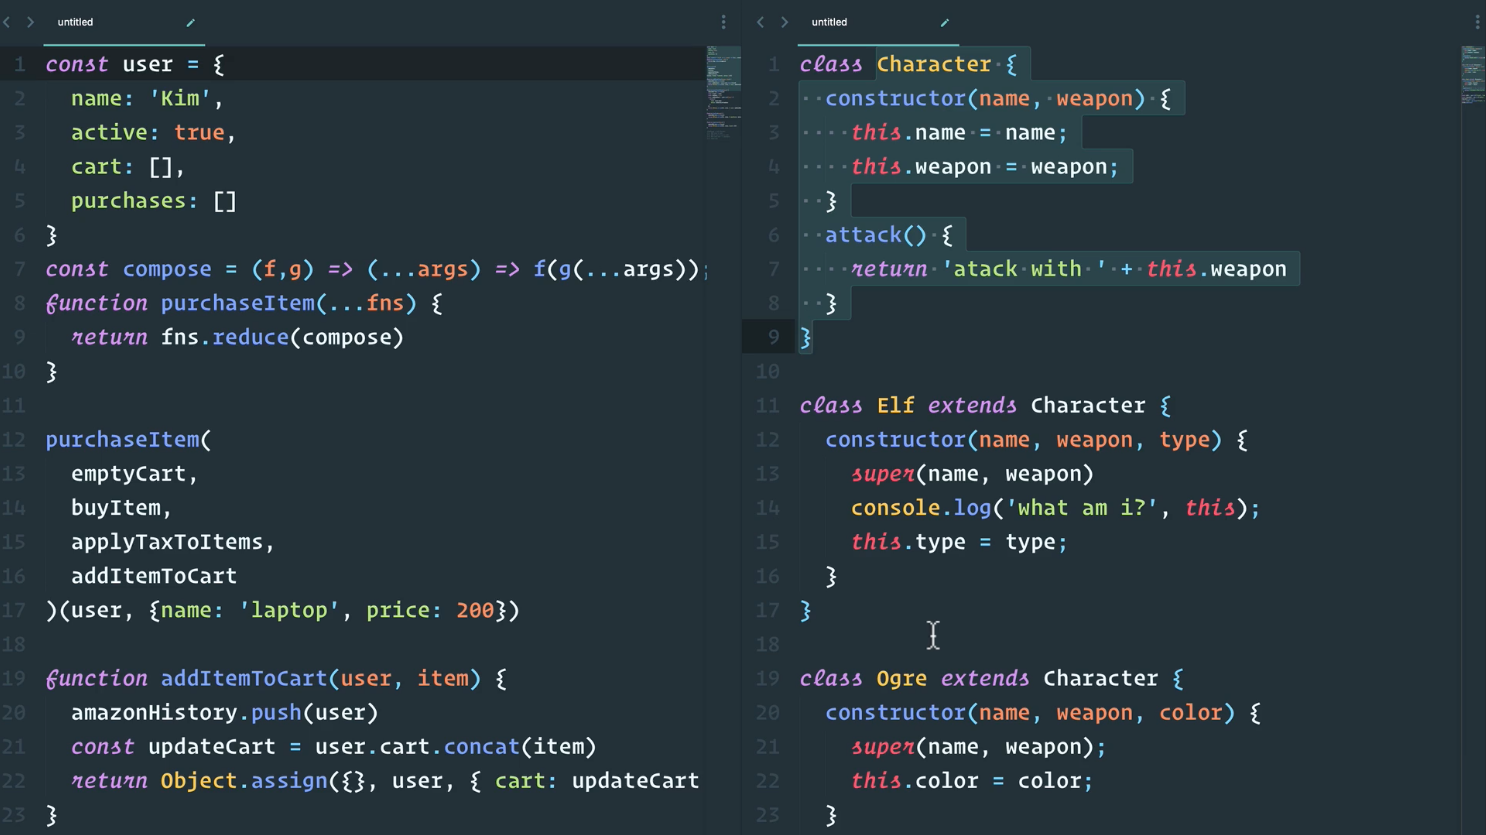 untitled
1 const user = {
2   name: 'Kim',
3   active: true,
4   cart: [],
5   purchases: []
6 }
7 const compose = (f,g) => (...args) => f(g(...args));
8 function purchaseItem(...fns) {
9   return fns.reduce(compose)
10 }
11
12 purchaseItem(
13   emptyCart,
14   buyItem,
15   applyTaxToItems,
16   addItemToCart
17 )(user, {name: 'laptop', price: 200})
18
19 function addItemToCart(user, item) {
20   amazonHistory.push(user)
21   const updateCart = user.cart.concat(item)
22   return Object.assign({}, user, { cart: updateCart
23 }
untitled
1 class Character {
2   constructor(name, weapon) {
3     this.name = name;
4     this.weapon = weapon;
5   }
6   attack() {
7     return 'atack with ' + this.weapon
8   }
9 }
10
11 class Elf extends Character {
12   constructor(name, weapon, type) {
13     super(name, weapon)
14     console.log('what am i?', this);
15     this.type = type;
16   }
17 }
18
19 class Ogre extends Character {
20   constructor(name, weapon, color) {
21     super(name, weapon);
22     this.color = color;
23   }